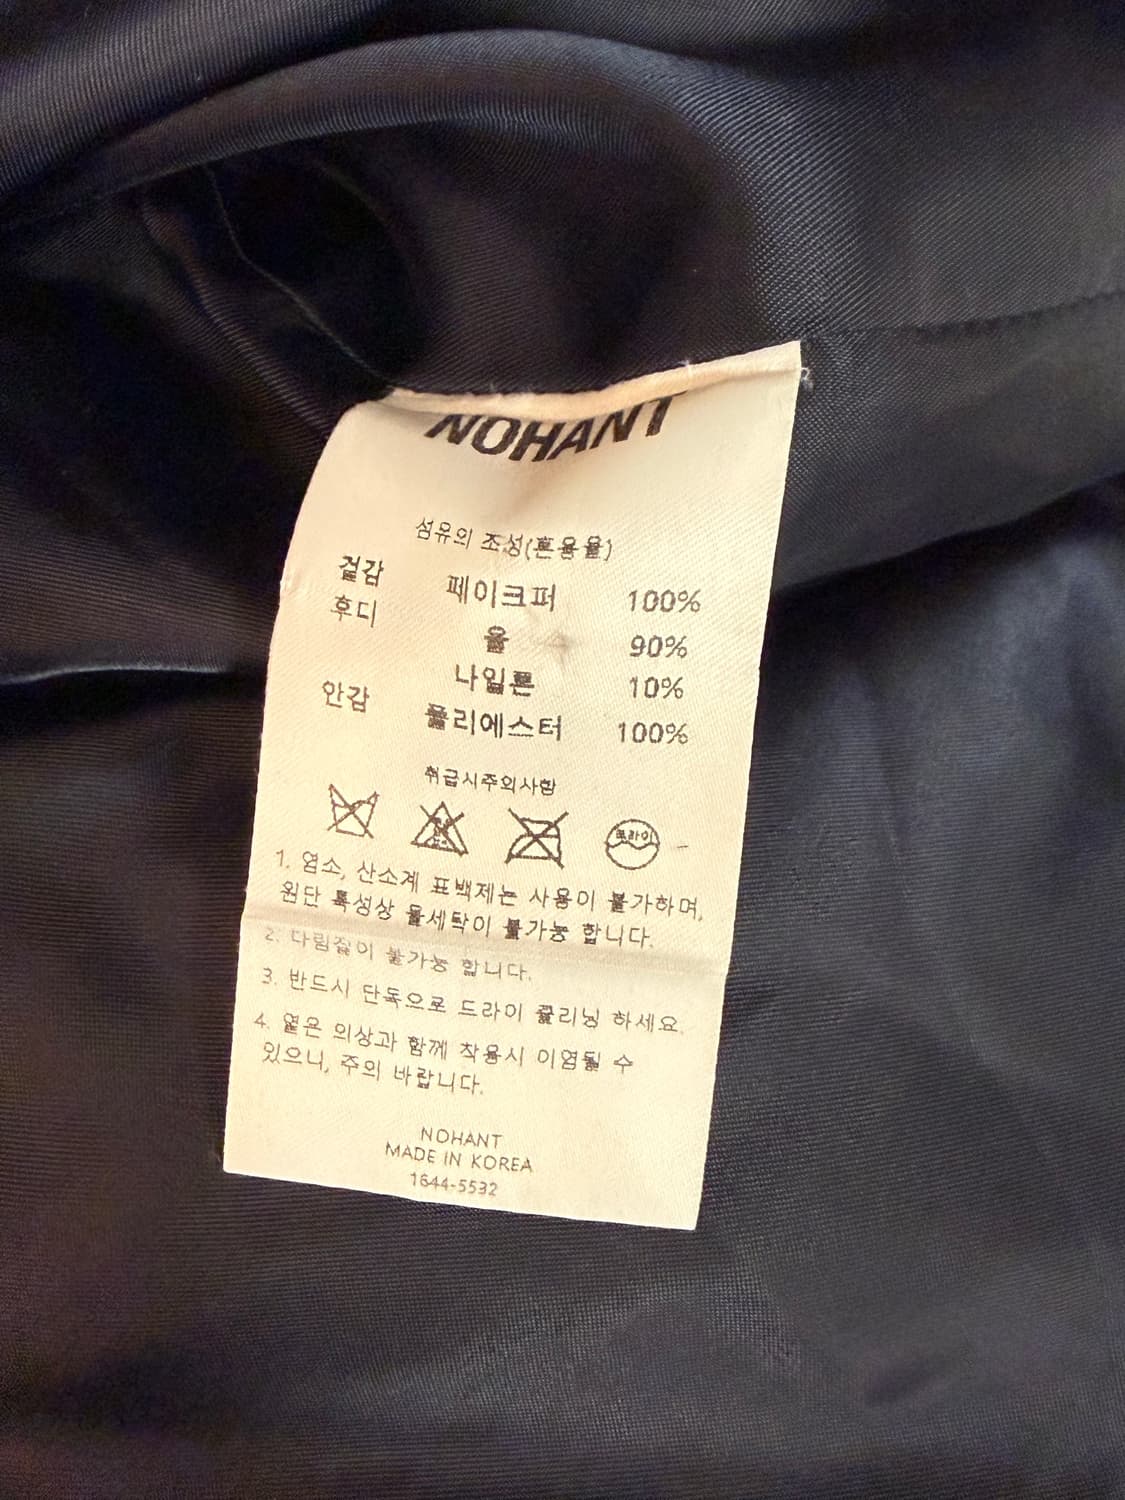 NOHANT
섬유의 조성(혼용율)
겉감 페이크퍼 100%
후디 울 90%
나일론 10%
안감 폴리에스터 100%
취급시주의사항
드라이
1. 염소, 산소계 표백제는 사용이 불가하며,
원단 특성상 물세탁이 불가능 합니다.
2. 다림질이 불가능 합니다.
3. 반드시 단독으로 드라이 클리닝 하세요.
4. 옅은 의상과 함께 착용시 이염될 수
있으니, 주의 바랍니다.
NOHANT
MADE IN KOREA
1644-5532